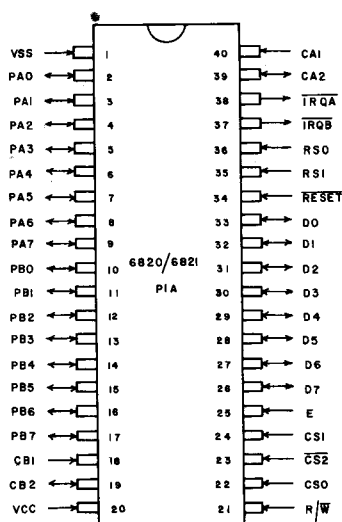 VSS 1 40 CA1
PA0 2 39 CA2
PA1 3 38 I̅R̅Q̅A̅
PA2 4 37 I̅R̅Q̅B̅
PA3 5 36 RS0
PA4 6 35 RS1
PA5 7 34 R̅E̅S̅E̅T̅
PA6 8 33 D0
PA7 9 32 D1
6820/6821
PB0 10 31 D2
PIA
PB1 11 30 D3
PB2 12 29 D4
PB3 13 28 D5
PB4 14 27 D6
PB5 15 26 D7
PB6 16 25 E
PB7 17 24 CS1
CB1 18 23 C̅S̅2̅
CB2 19 22 CS0
VCC 20 21 R/W̅